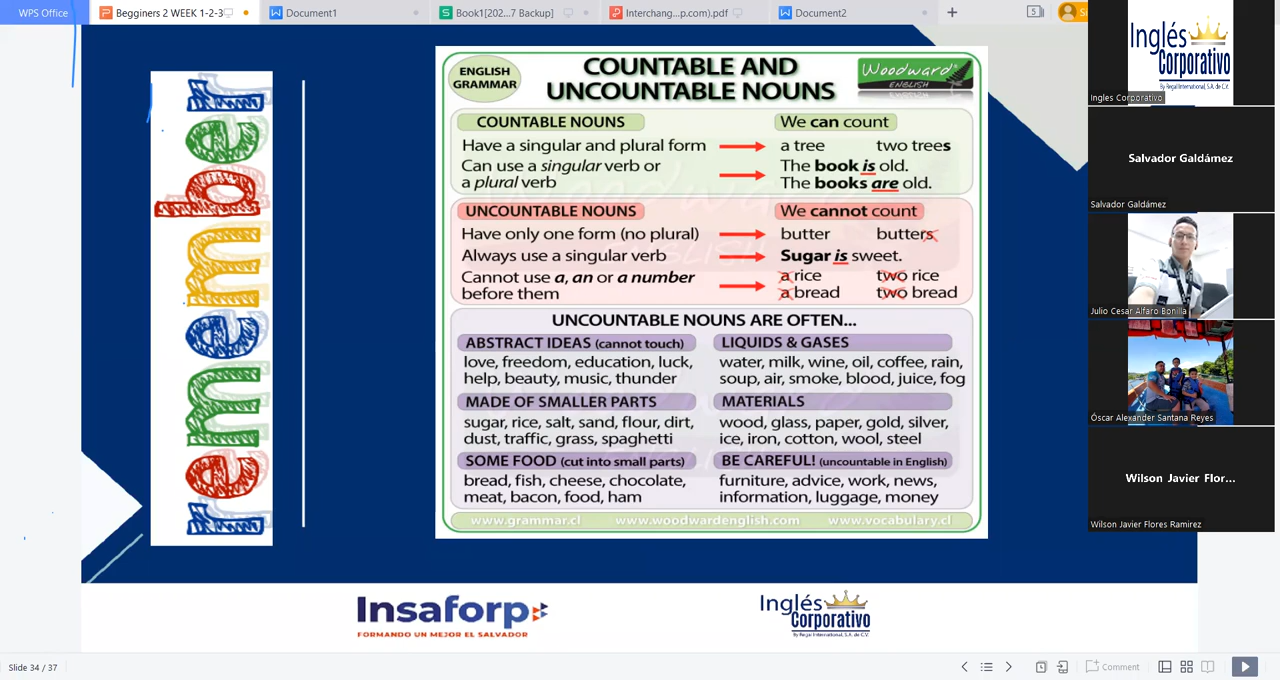 WPS Office
Begginers 2 WEEK 1-2-3
Document1
Book1[202...7 Backup]
Interchang...p.com).pdf
Document2
5
remember
ENGLISH
GRAMMAR
COUNTABLE AND
UNCOUNTABLE NOUNS
Woodward
ENGLISH
COUNTABLE NOUNS
We can count
Have a singular and plural form
a tree two trees
Can use a singular verb or
a plural verb
The book is old.
The books are old.
UNCOUNTABLE NOUNS
We cannot count
Have only one form (no plural)
butter butters
Always use a singular verb
Sugar is sweet.
Cannot use a, an or a number
before them
a rice two rice
a bread two bread
UNCOUNTABLE NOUNS ARE OFTEN...
ABSTRACT IDEAS (cannot touch)
love, freedom, education, luck,
help, beauty, music, thunder
LIQUIDS & GASES
water, milk, wine, oil, coffee, rain,
soup, air, smoke, blood, juice, fog
MADE OF SMALLER PARTS
sugar, rice, salt, sand, flour, dirt,
dust, traffic, grass, spaghetti
MATERIALS
wood, glass, paper, gold, silver,
ice, iron, cotton, wool, steel
SOME FOOD (cut into small parts)
bread, fish, cheese, chocolate,
meat, bacon, food, ham
BE CAREFUL! (uncountable in English)
furniture, advice, work, news,
information, luggage, money
www.grammar.cl www.woodwardenglish.com www.vocabulary.cl
Insaforp
FORMANDO UN MEJOR EL SALVADOR
Inglés
Corporativo
By Regal International, S.A. de C.V.
Inglés
Corporativo
By Regal International, S.A. de C.V.
Ingles Corporativo
Salvador Galdámez
Salvador Galdámez
Julio Cesar Alfaro Bonilla
Óscar Alexander Santana Reyes
Wilson Javier Flor...
Wilson Javier Flores Ramirez
Slide 34 / 37
Comment